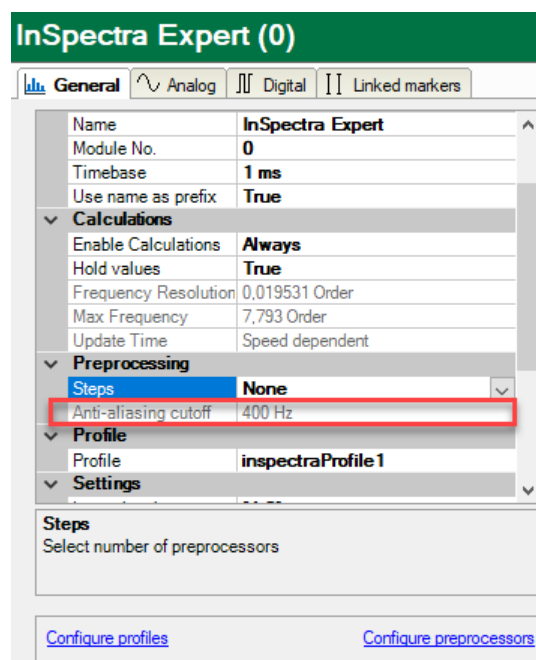 InSpectra Expert (0)
General Analog Digital Linked markers
Name InSpectra Expert
Module No. 0
Timebase 1 ms
Use name as prefix True
Calculations
Enable Calculations Always
Hold values True
Frequency Resolution 0,019531 Order
Max Frequency 7,793 Order
Update Time Speed dependent
Preprocessing
Steps None
Anti-aliasing cutoff 400 Hz
Profile
Profile inspectraProfile1
Settings
Steps
Select number of preprocessors
Configure profiles Configure preprocessors